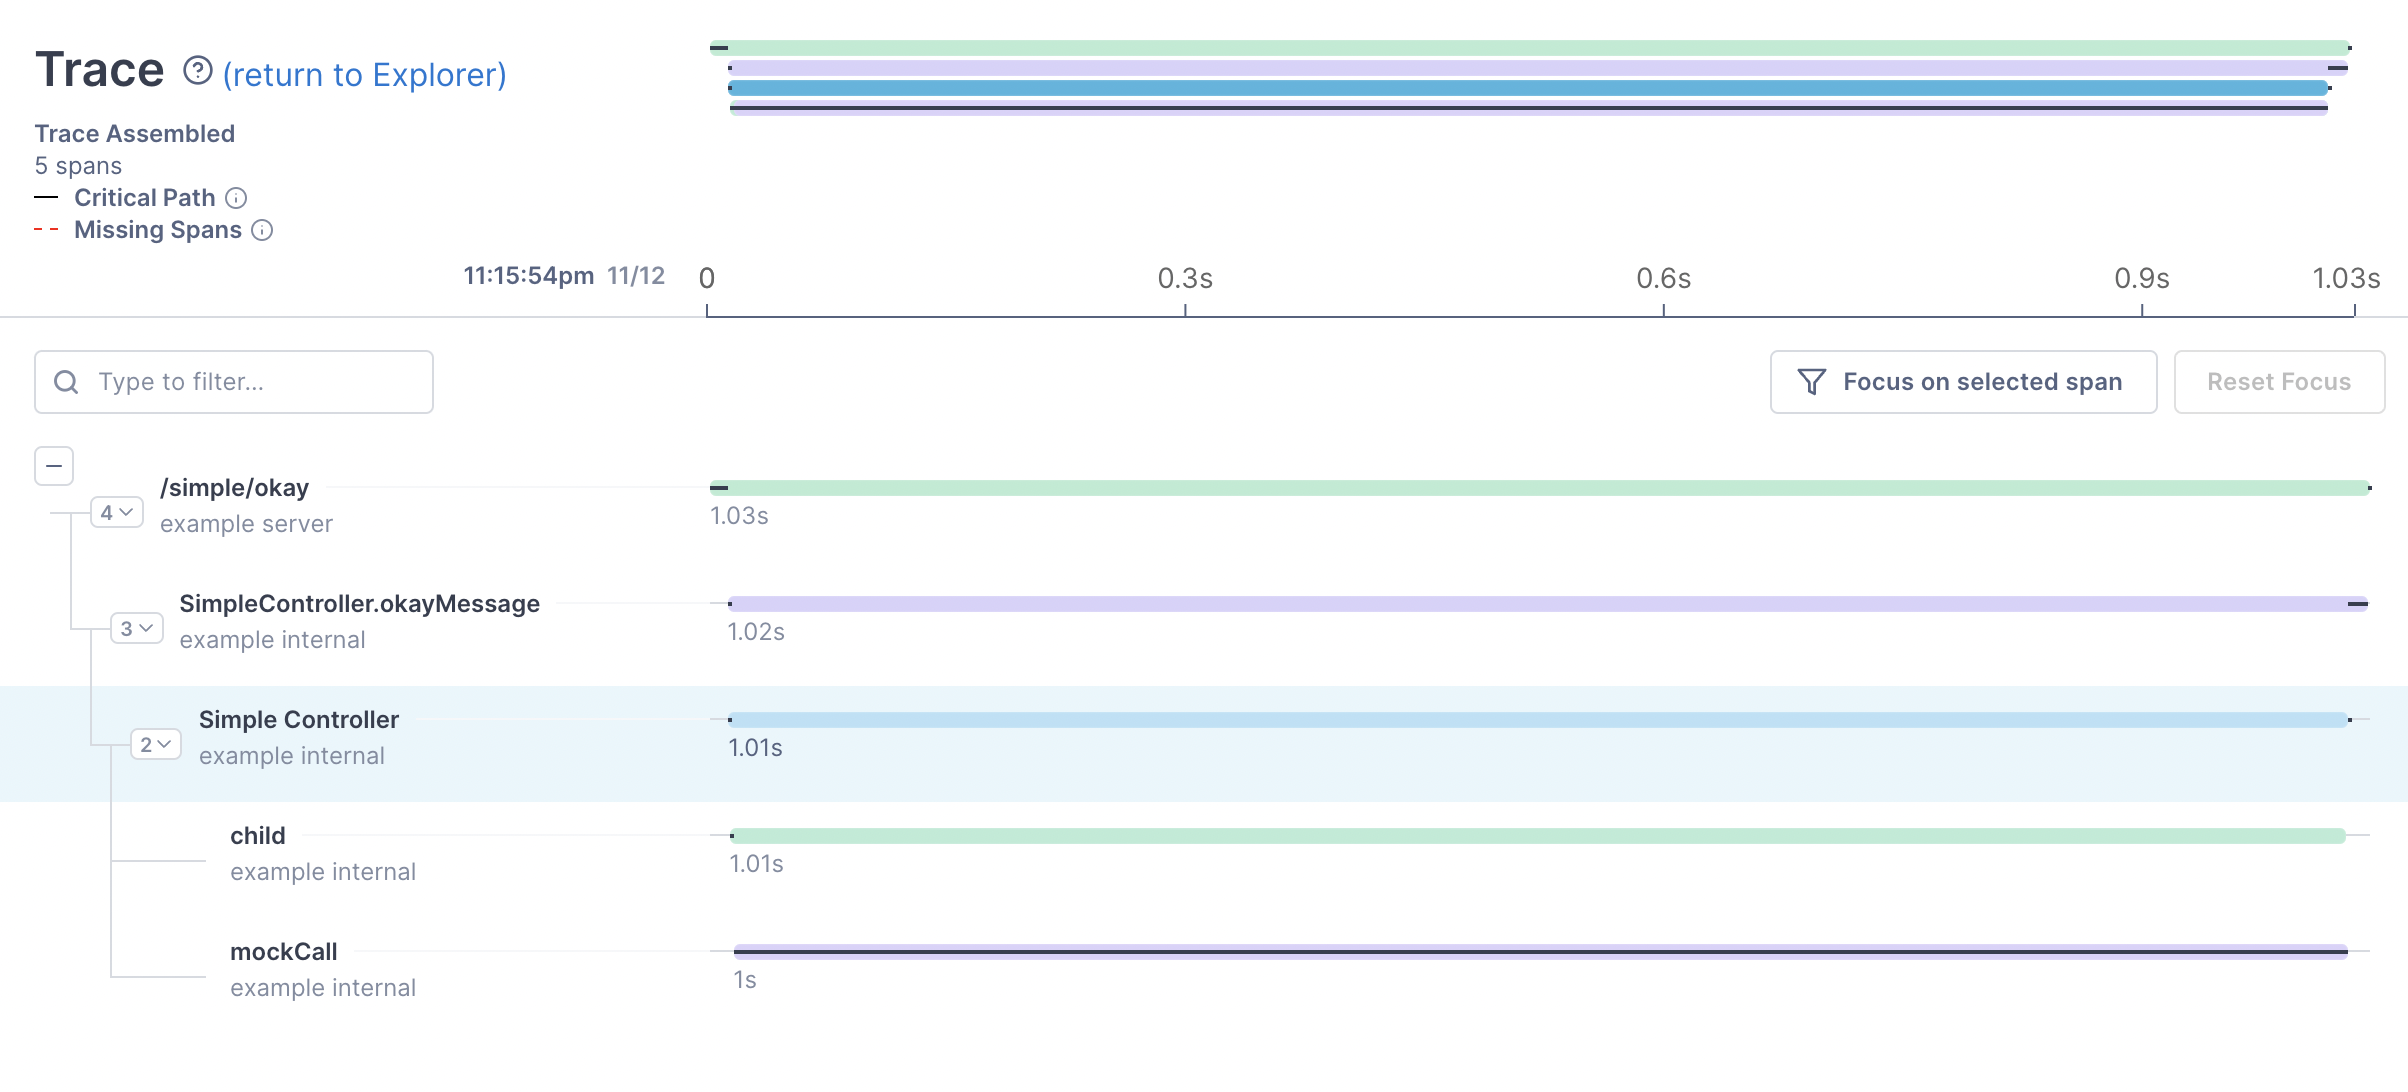 Trace (return to Explorer)
Trace Assembled
5 spans
Critical Path
Missing Spans
11:15:54pm 11/12 0 0.3s 0.6s 0.9s 1.03s
Type to filter... Focus on selected span Reset Focus
/simple/okay
4 example server 1.03s
SimpleController.okayMessage
3 example internal 1.02s
Simple Controller
2 example internal 1.01s
child
example internal 1.01s
mockCall
example internal 1s